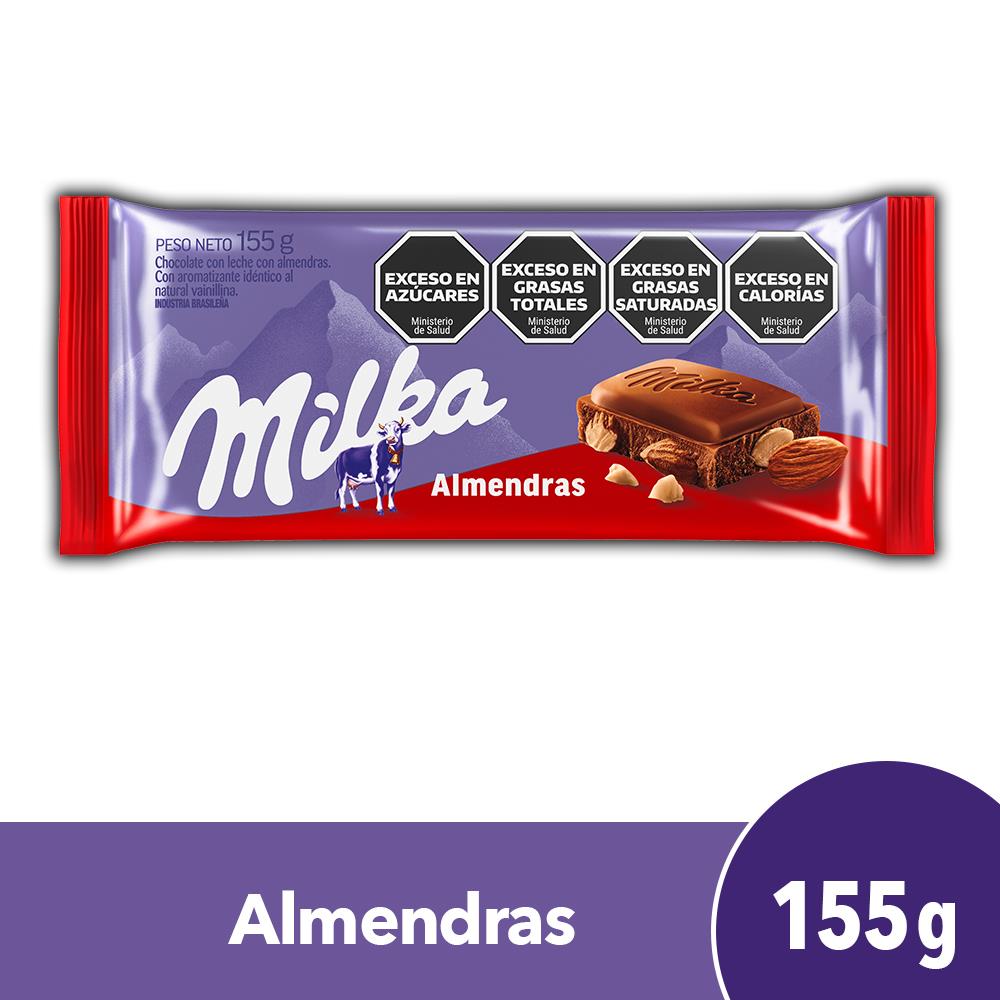 PESO NETO 155 g
Chocolate con leche con almendras.
Con aromatizante idéntico al
natural vainillina.
INDUSTRIA BRASILEÑA
EXCESO EN
AZÚCARES
Ministerio
de Salud
EXCESO EN
GRASAS
TOTALES
Ministerio
de Salud
EXCESO EN
GRASAS
SATURADAS
Ministerio
de Salud
EXCESO EN
CALORÍAS
Ministerio
de Salud
Milka
Milka
Almendras
Almendras
155g